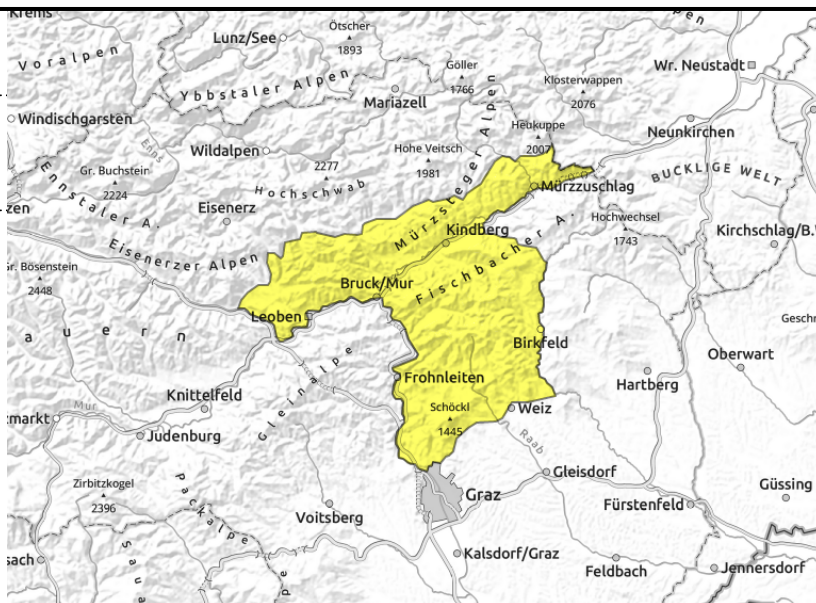 Krems
Ötscher
1893
Lunz/See
Voralpen
Göller
1766
Klosterwappen
2076
Wr. Neustadt
Ybbstaler Alpen
Mariazell
Windischgarsten
Enns
Wildalpen
Hohe Veitsch
1981
Heukuppe
2007
Neunkirchen
Gr. Buchstein
2224
2277
Hochschwab
Mürzsteger Alpen
Mürzzuschlag
BUCKLIGE WELT
Ennstaler A.
zen
Eisenerz
Hochwechsel
1743
Kirchschlag/B.
Kindberg
Eisenerzer Alpen
Fischbacher A.
Gr. Bösenstein
2448
Bruck/Mur
Leoben
auern
Gleinalpe
Birkfeld
Oberwart
Frohnleiten
Hartberg
Knittelfeld
Mur
Schöckl
1445
Weiz
Judenburg
Raab
Gleisdorf
Zirbitzkogel
2396
Packalpe
Graz
Güssing
Voitsberg
Fürstenfeld
Kalsdorf/Graz
Feldbach
Jennersdorf